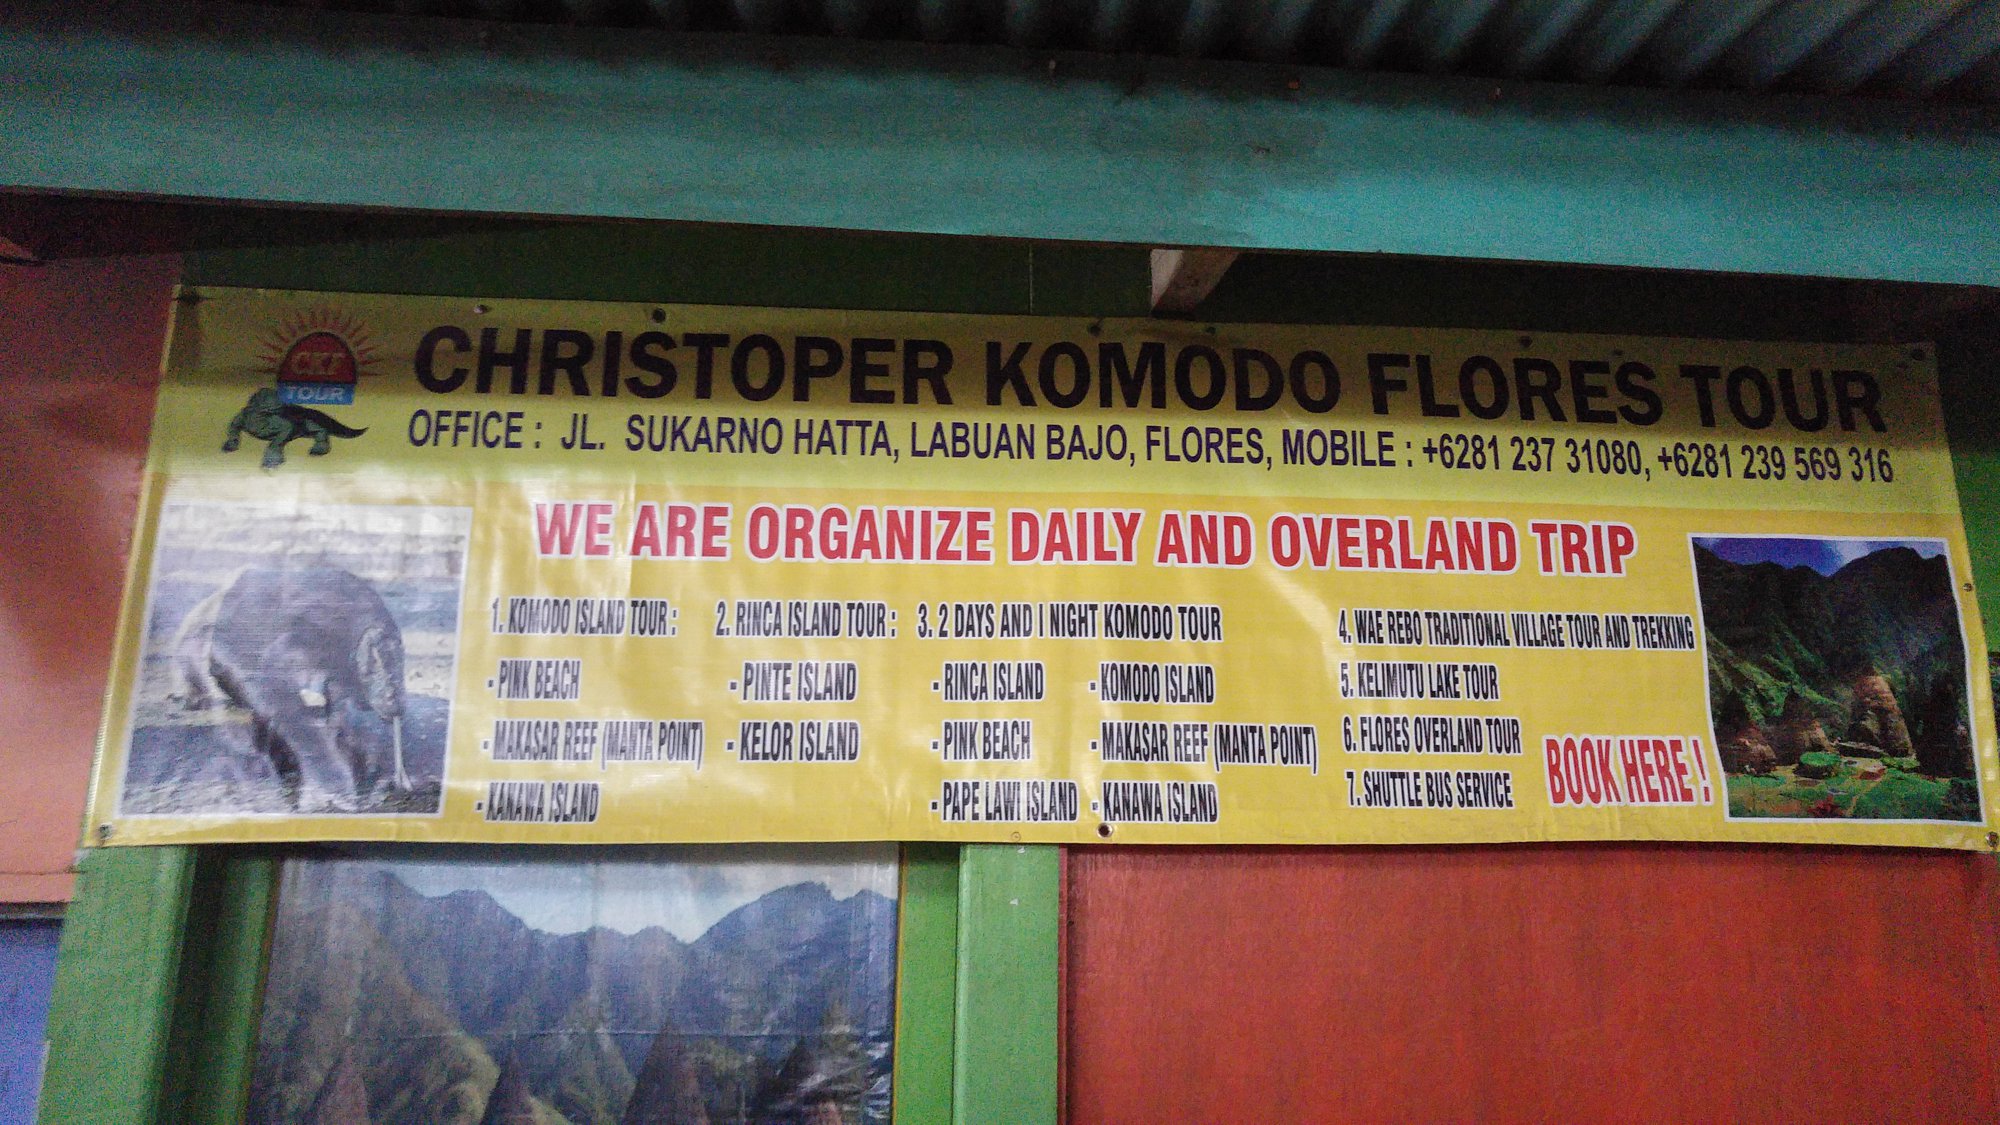 CKF
TOUR
CHRISTOPER KOMODO FLORES TOUR
OFFICE : JL. SUKARNO HATTA, LABUAN BAJO, FLORES, MOBILE : +6281 237 31080, +6281 239 569 316
WE ARE ORGANIZE DAILY AND OVERLAND TRIP
1. KOMODO ISLAND TOUR :
- PINK BEACH
- MAKASAR REEF (MANTA POINT)
- KANAWA ISLAND
2. RINCA ISLAND TOUR :
- PINTE ISLAND
- KELOR ISLAND
3. 2 DAYS AND I NIGHT KOMODO TOUR
- RINCA ISLAND
- PINK BEACH
- PAPE LAWI ISLAND
- KOMODO ISLAND
- MAKASAR REEF (MANTA POINT)
- KANAWA ISLAND
4. WAE REBO TRADITIONAL VILLAGE TOUR AND TREKKING
5. KELIMUTU LAKE TOUR
6. FLORES OVERLAND TOUR
7. SHUTTLE BUS SERVICE
BOOK HERE !